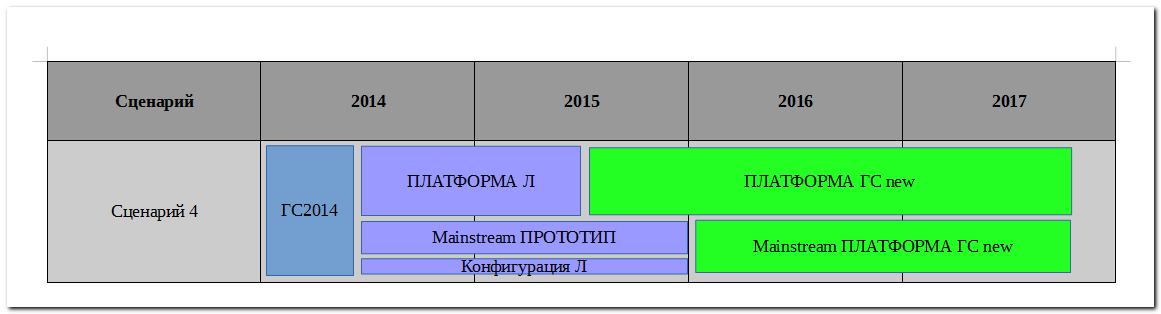 Сценарий
2014
2015
2016
2017
Сценарий 4
ГС2014
ПЛАТФОРМА Л
ПЛАТФОРМА ГС new
Mainstream ПРОТОТИП
Mainstream ПЛАТФОРМА ГС new
Конфигурация Л